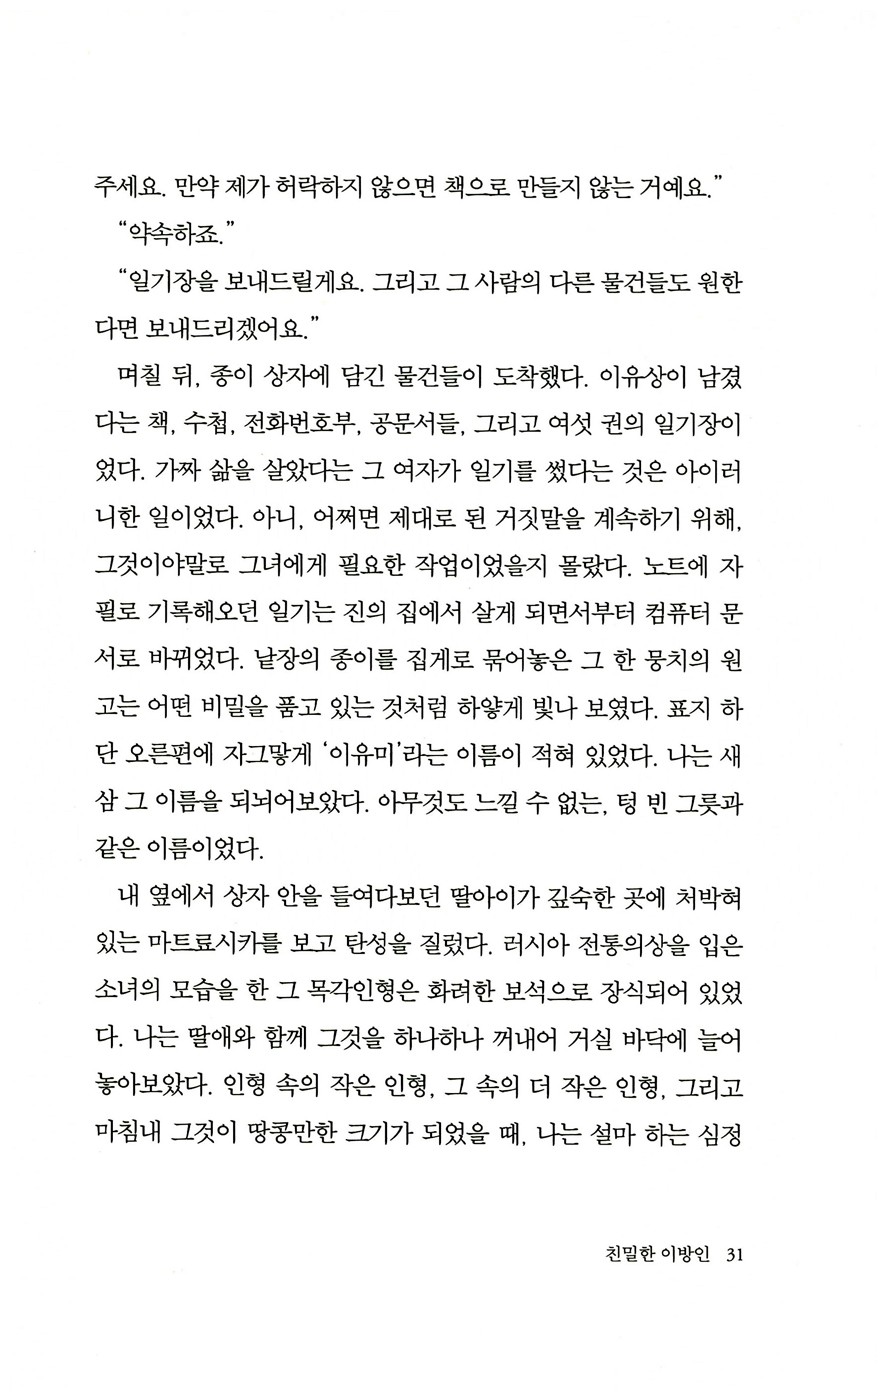 주세요. 만약 제가 허락하지 않으면 책으로 만들지 않는 거예요.”
“약속하죠.”
“일기장을 보내드릴게요. 그리고 그 사람의 다른 물건들도 원한
다면 보내드리겠어요.”
며칠 뒤, 종이 상자에 담긴 물건들이 도착했다. 이유상이 남겼
다는 책, 수첩, 전화번호부, 공문서들, 그리고 여섯 권의 일기장이
었다. 가짜 삶을 살았다는 그 여자가 일기를 썼다는 것은 아이러
니한 일이었다. 아니, 어쩌면 제대로 된 거짓말을 계속하기 위해,
그것이야말로 그녀에게 필요한 작업이었을지 몰랐다. 노트에 자
필로 기록해오던 일기는 진의 집에서 살게 되면서부터 컴퓨터 문
서로 바뀌었다. 낱장의 종이를 집게로 묶어놓은 그 한 뭉치의 원
고는 어떤 비밀을 품고 있는 것처럼 하얗게 빛나 보였다. 표지 하
단 오른편에 자그맣게 ‘이유미’라는 이름이 적혀 있었다. 나는 새
삼 그 이름을 되뇌어보았다. 아무것도 느낄 수 없는, 텅 빈 그릇과
같은 이름이었다.
내 옆에서 상자 안을 들여다보던 딸아이가 깊숙한 곳에 처박혀
있는 마트료시카를 보고 탄성을 질렀다. 러시아 전통의상을 입은
소녀의 모습을 한 그 목각인형은 화려한 보석으로 장식되어 있었
다. 나는 딸애와 함께 그것을 하나하나 꺼내어 거실 바닥에 늘어
놓아보았다. 인형 속의 작은 인형, 그 속의 더 작은 인형, 그리고
마침내 그것이 땅콩만한 크기가 되었을 때, 나는 설마 하는 심정
친밀한 이방인 31